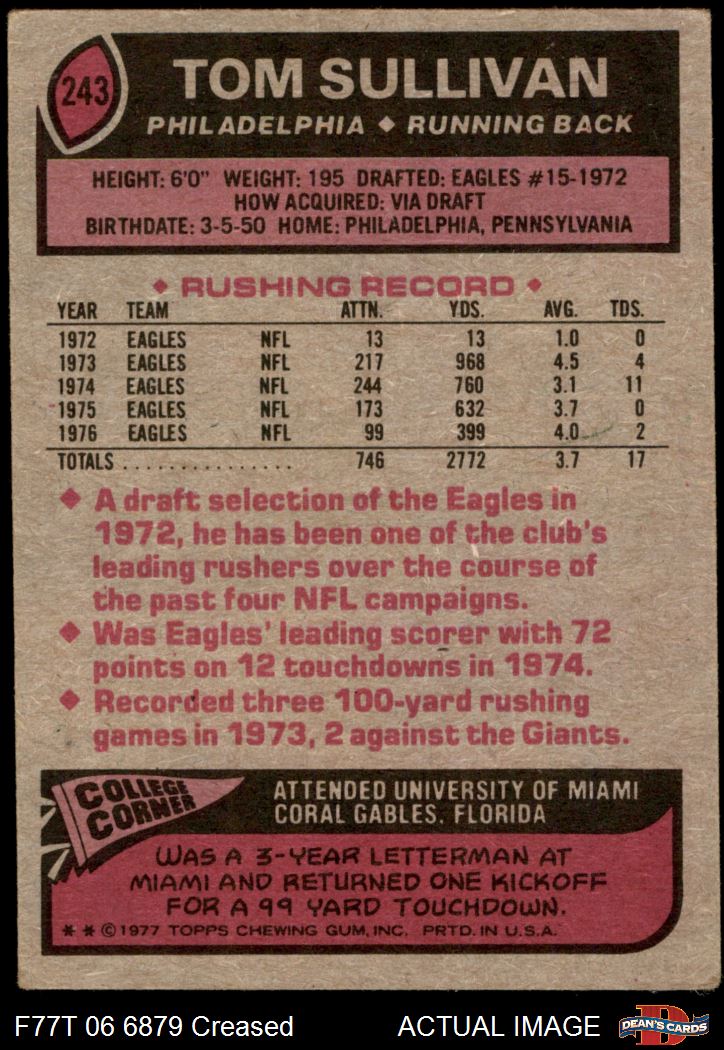 243
TOM SULLIVAN
PHILADELPHIA ◆ RUNNING BACK
HEIGHT: 6'0" WEIGHT: 195 DRAFTED: EAGLES #15-1972
HOW ACQUIRED: VIA DRAFT
BIRTHDATE: 3-5-50 HOME: PHILADELPHIA, PENNSYLVANIA
◆ RUSHING RECORD ◆
YEAR TEAM ATTN. YDS. AVG. TDS.
1972 EAGLES NFL 13 13 1.0 0
1973 EAGLES NFL 217 968 4.5 4
1974 EAGLES NFL 244 760 3.1 11
1975 EAGLES NFL 173 632 3.7 0
1976 EAGLES NFL 99 399 4.0 2
TOTALS ............... 746 2772 3.7 17
◆ A draft selection of the Eagles in
1972, he has been one of the club's
leading rushers over the course of
the past four NFL campaigns.
◆ Was Eagles' leading scorer with 72
points on 12 touchdowns in 1974.
◆ Recorded three 100-yard rushing
games in 1973, 2 against the Giants.
COLLEGE
CORNER
ATTENDED UNIVERSITY OF MIAMI
CORAL GABLES, FLORIDA
WAS A 3-YEAR LETTERMAN AT
MIAMI AND RETURNED ONE KICKOFF
FOR A 99 YARD TOUCHDOWN.
* * © 1977 TOPPS CHEWING GUM, INC. PRTD. IN U.S.A.
F77T 06 6879 Creased ACTUAL IMAGE
D
DEAN'S CARDS